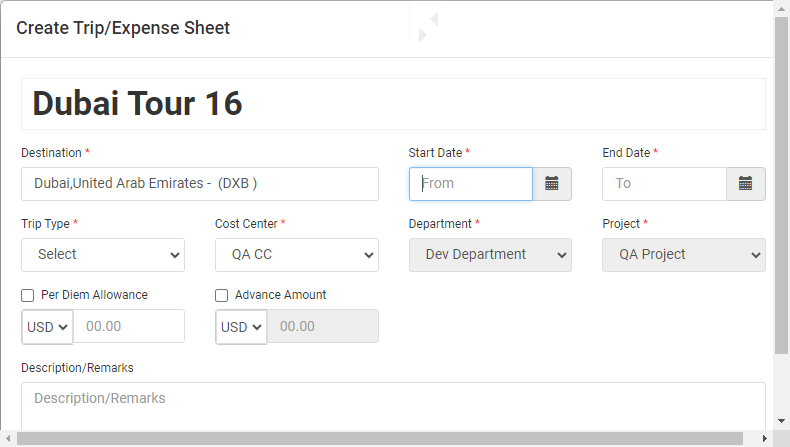 Create Trip/Expense Sheet
Dubai Tour 16
Destination * Start Date * End Date *
Dubai,United Arab Emirates - (DXB ) From To
Trip Type * Cost Center * Department * Project *
Select QA CC Dev Department QA Project
Per Diem Allowance Advance Amount
USD 00.00 USD 00.00
Description/Remarks
Description/Remarks